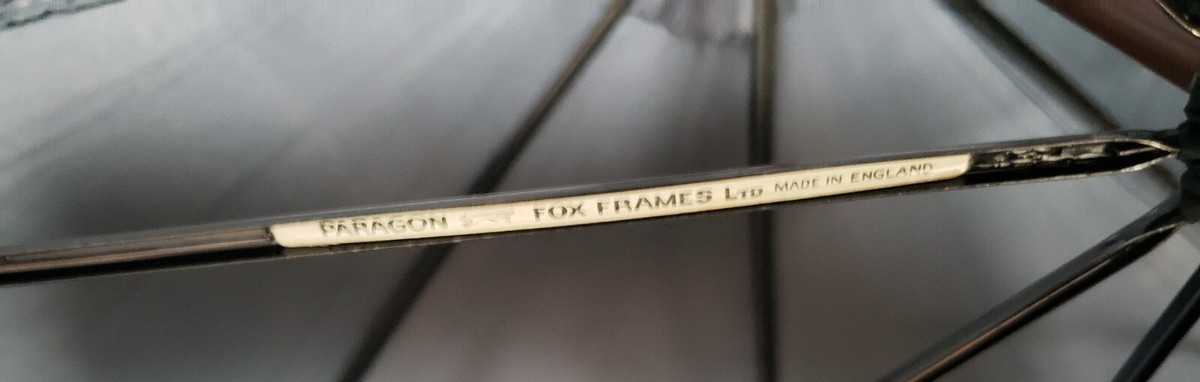 PARAGON FOX FRAMES LTD MADE IN ENGLAND